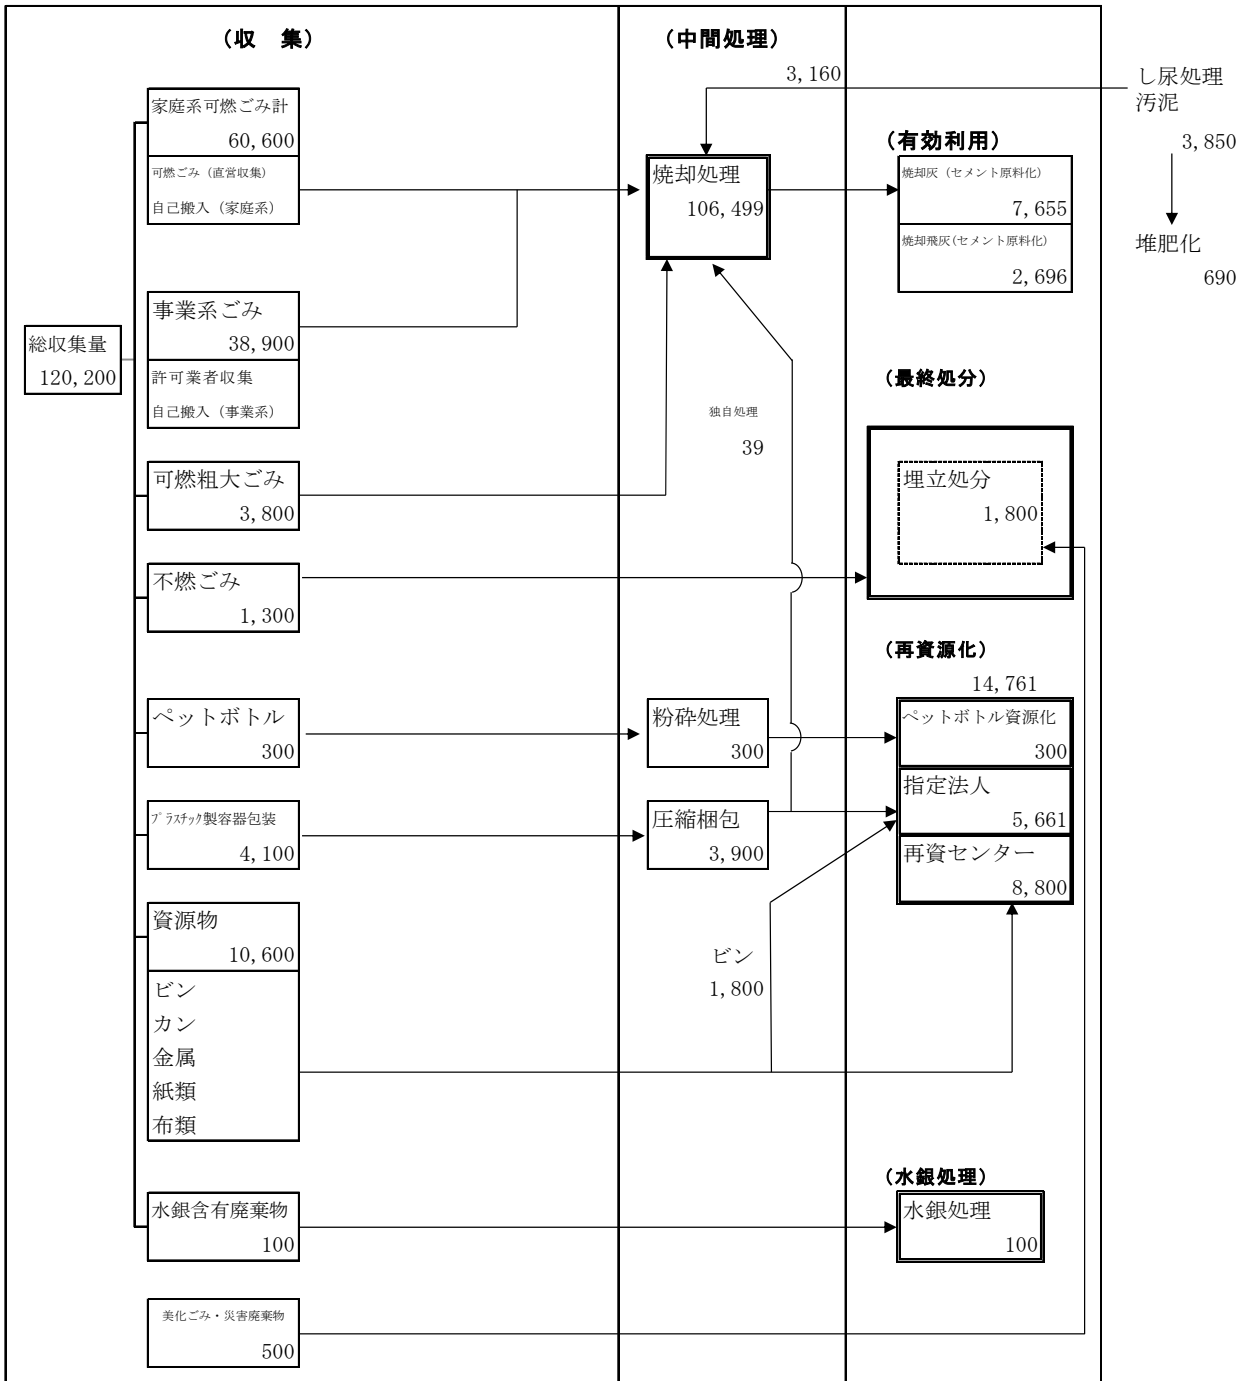 （収　集）
（中間処理）
3,160
し尿処理
汚泥
3,850
堆肥化
690
総収集量
120,200
家庭系可燃ごみ計
60,600
可燃ごみ（直営収集）
自己搬入（家庭系）
事業系ごみ
38,900
許可業者収集
自己搬入（事業系）
可燃粗大ごみ
3,800
不燃ごみ
1,300
ペットボトル
300
プラスチック製容器包装
4,100
資源物
10,600
ビン
カン
金属
紙類
布類
水銀含有廃棄物
100
美化ごみ・災害廃棄物
500
焼却処理
106,499
独自処理
39
粉砕処理
300
圧縮梱包
3,900
ビン
1,800
（有効利用）
焼却灰（セメント原料化）
7,655
焼却飛灰(セメント原料化)
2,696
（最終処分）
埋立処分
1,800
（再資源化）
14,761
ペットボトル資源化
300
指定法人
5,661
再資センター
8,800
（水銀処理）
水銀処理
100